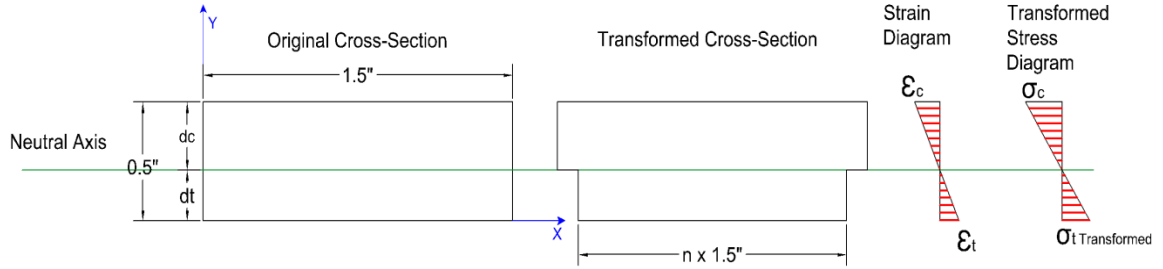 Y
Original Cross-Section
Transformed Cross-Section
Strain
Diagram
Transformed
Stress
Diagram
1.5"
εc
σc
dc
Neutral Axis
0.5"
dt
X
n x 1.5"
εt
σt Transformed